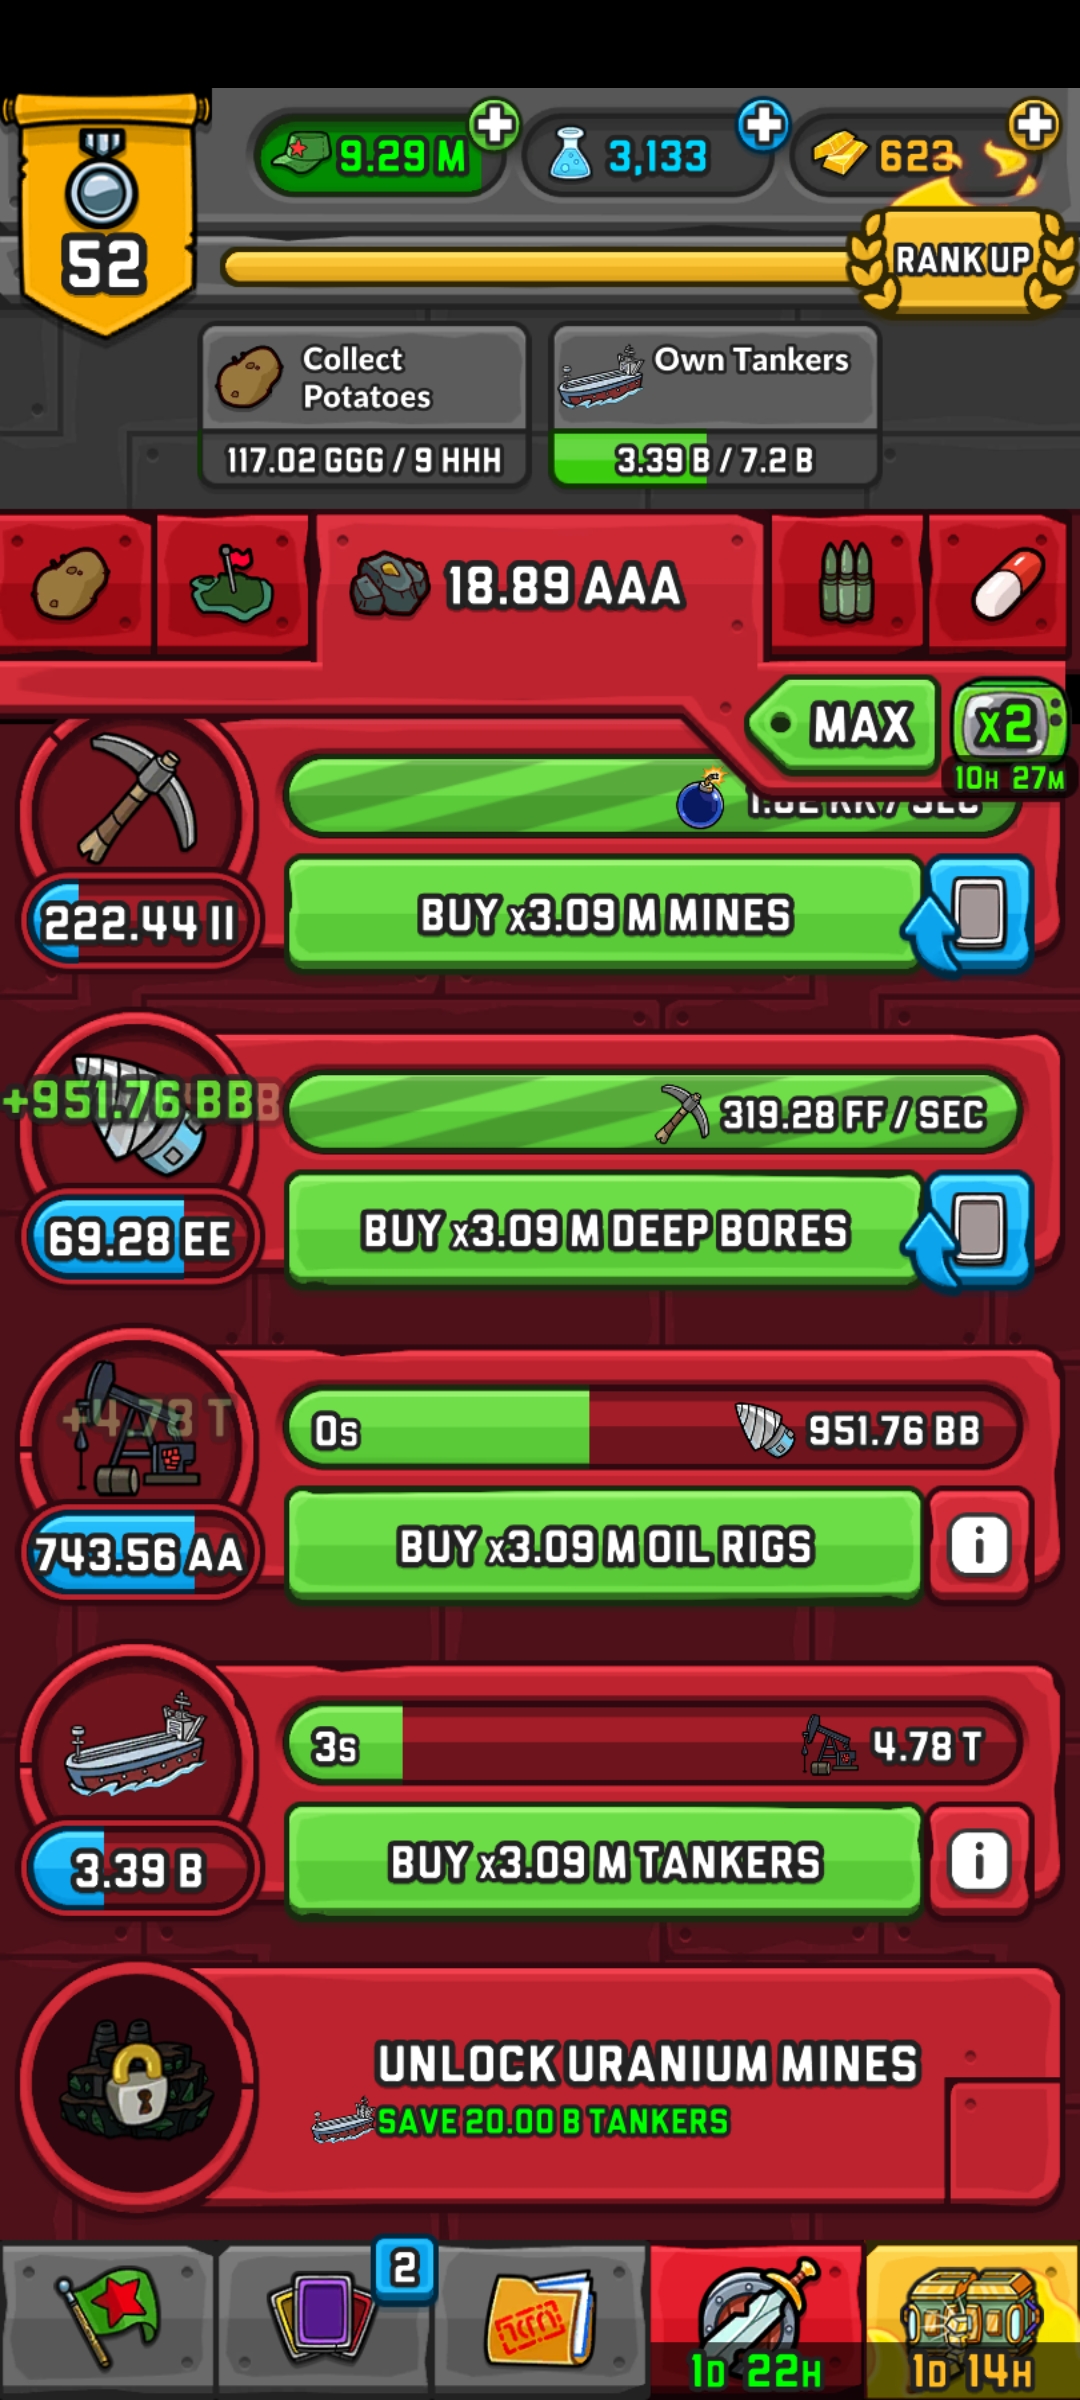 9.29 M
3,133
623
52
RANK UP
Collect
Potatoes
Own Tankers
117.02 GGG / 9 HHH
3.39 B / 7.2 B
18.89 AAA
MAX
x2
10H 27M
222.44 II
BUY x3.09 M MINES
+951.76 BB
319.28 FF / SEC
69.28 EE
BUY x3.09 M DEEP BORES
+4.78 T
0s
951.76 BB
743.56 AA
BUY x3.09 M OIL RIGS
i
3s
4.78 T
3.39 B
BUY x3.09 M TANKERS
i
UNLOCK URANIUM MINES
SAVE 20.00 B TANKERS
2
1D 22H
1D 14H